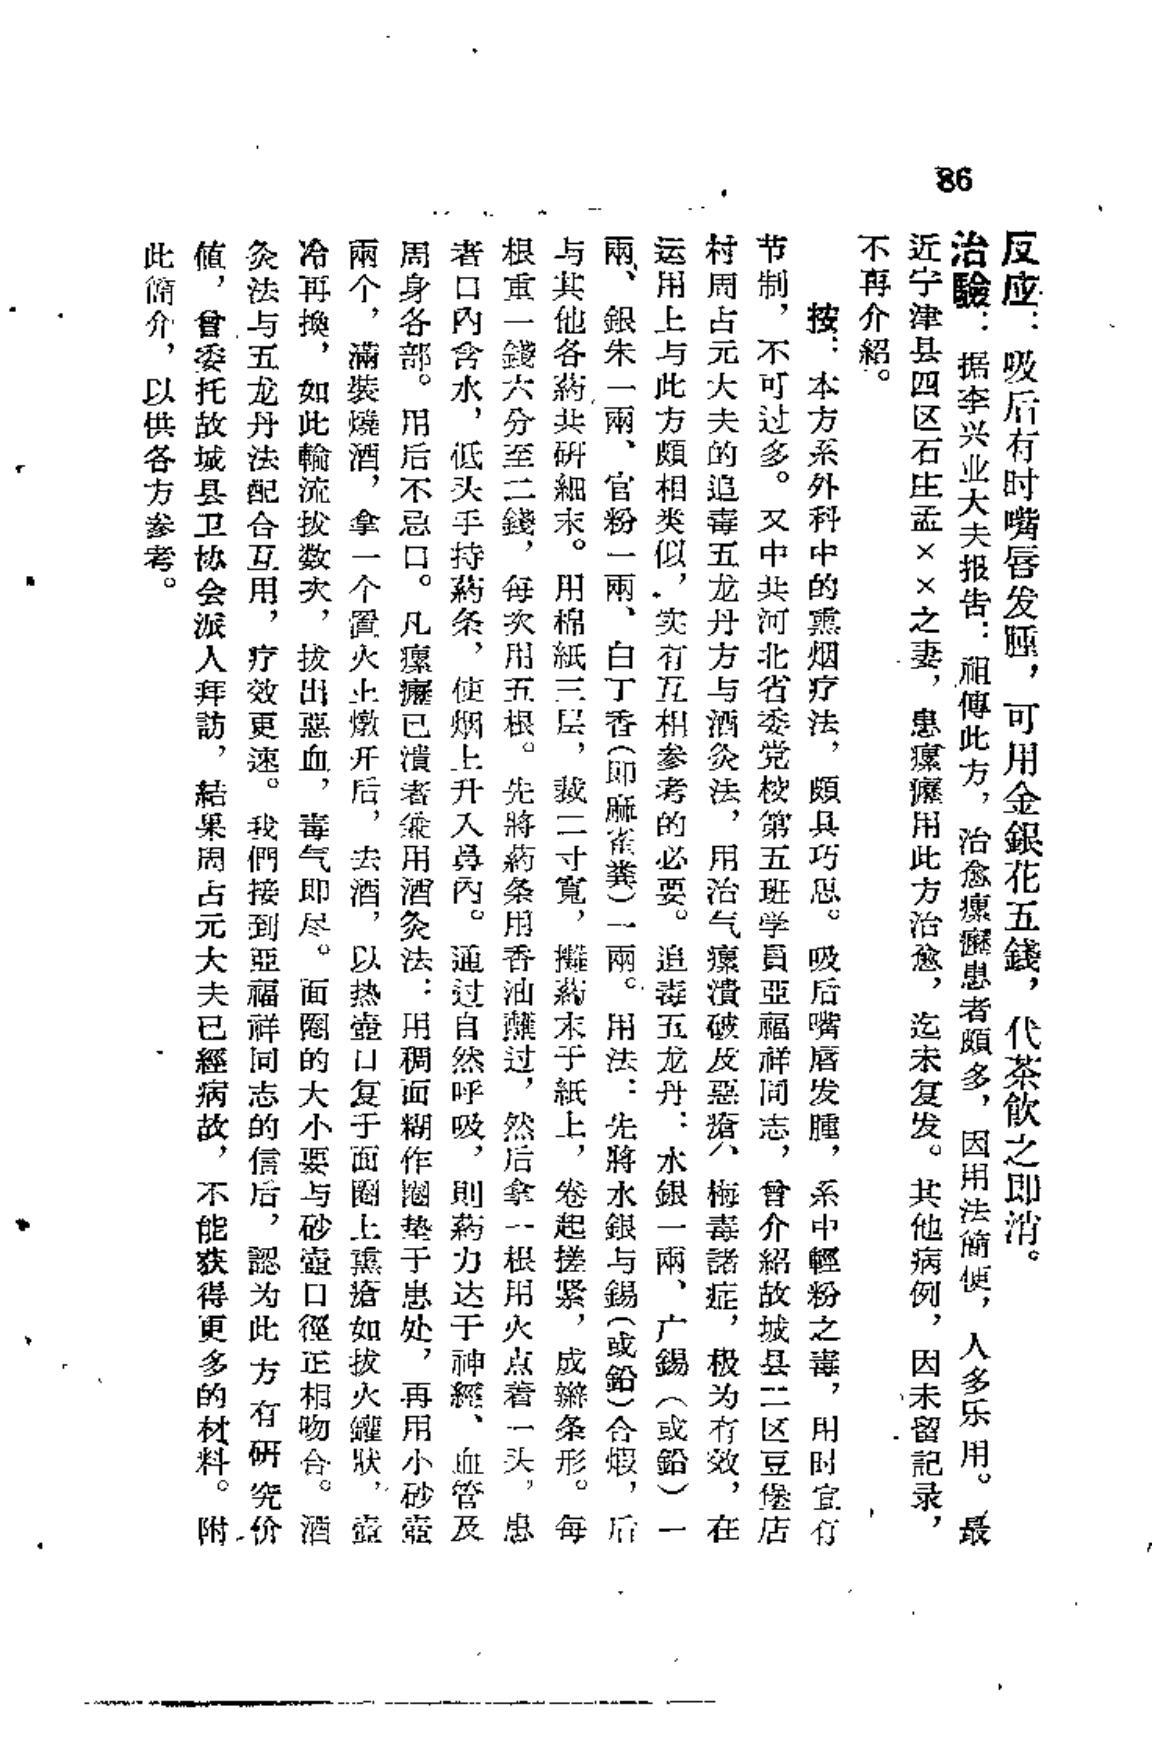 86
反应：吸后有时嘴唇发腫，可用金銀花五錢，代茶飲之即消。
治驗：据李兴业大夫报告：祖傳此方，治愈瘰癧患者頗多，因用法簡便，人多乐用。最
近宁津县四区石庄孟××之妻，患瘰癧用此方治愈，迄未复发。其他病例，因未留記录，
不再介紹。
按：本方系外科中的熏烟疗法，頗具巧思。吸后嘴唇发腫，系中輕粉之毒，用时宜有
节制，不可过多。又中共河北省委党校第五班学員亞福祥同志，曾介紹故城县二区豆堡店
村周占元大夫的追毒五龙丹方与酒灸法，用治气瘰潰破及惡瘡、梅毒諸症，极为有效，在
运用上与此方頗相类似，实有互相参考的必要。追毒五龙丹：水銀一兩、广錫（或鉛）一
兩、銀朱一兩、官粉一兩、白丁香（即麻雀糞）一兩。用法：先將水銀与錫（或鉛）合煆，后
与其他各葯共研細末。用棉紙三层，裁二寸寬，攤葯末于紙上，卷起搓紧，成辮条形。每
根重一錢六分至二錢，每次用五根。先將葯条用香油蘸过，然后拿一根用火点着一头，患
者口內含水，低头手持葯条，使烟上升入鼻內。通过自然呼吸，則葯力达于神經、血管及
周身各部。用后不忌口。凡瘰癧已潰者兼用酒灸法：用稠面糊作圈垫于患处，再用小砂壶
兩个，滿裝燒酒，拿一个置火上燉开后，去酒，以热壶口复于面圈上熏瘡如拔火罐狀，壶
冷再換，如此輪流拔数次，拔出惡血，毒气即尽。面圈的大小要与砂壶口徑正相吻合。酒
灸法与五龙丹法配合互用，疗效更速。我們接到亞福祥同志的信后，認为此方有研究价
値，曾委托故城县卫协会派人拜訪，結果周占元大夫已經病故，不能获得更多的材料。附
此簡介，以供各方参考。